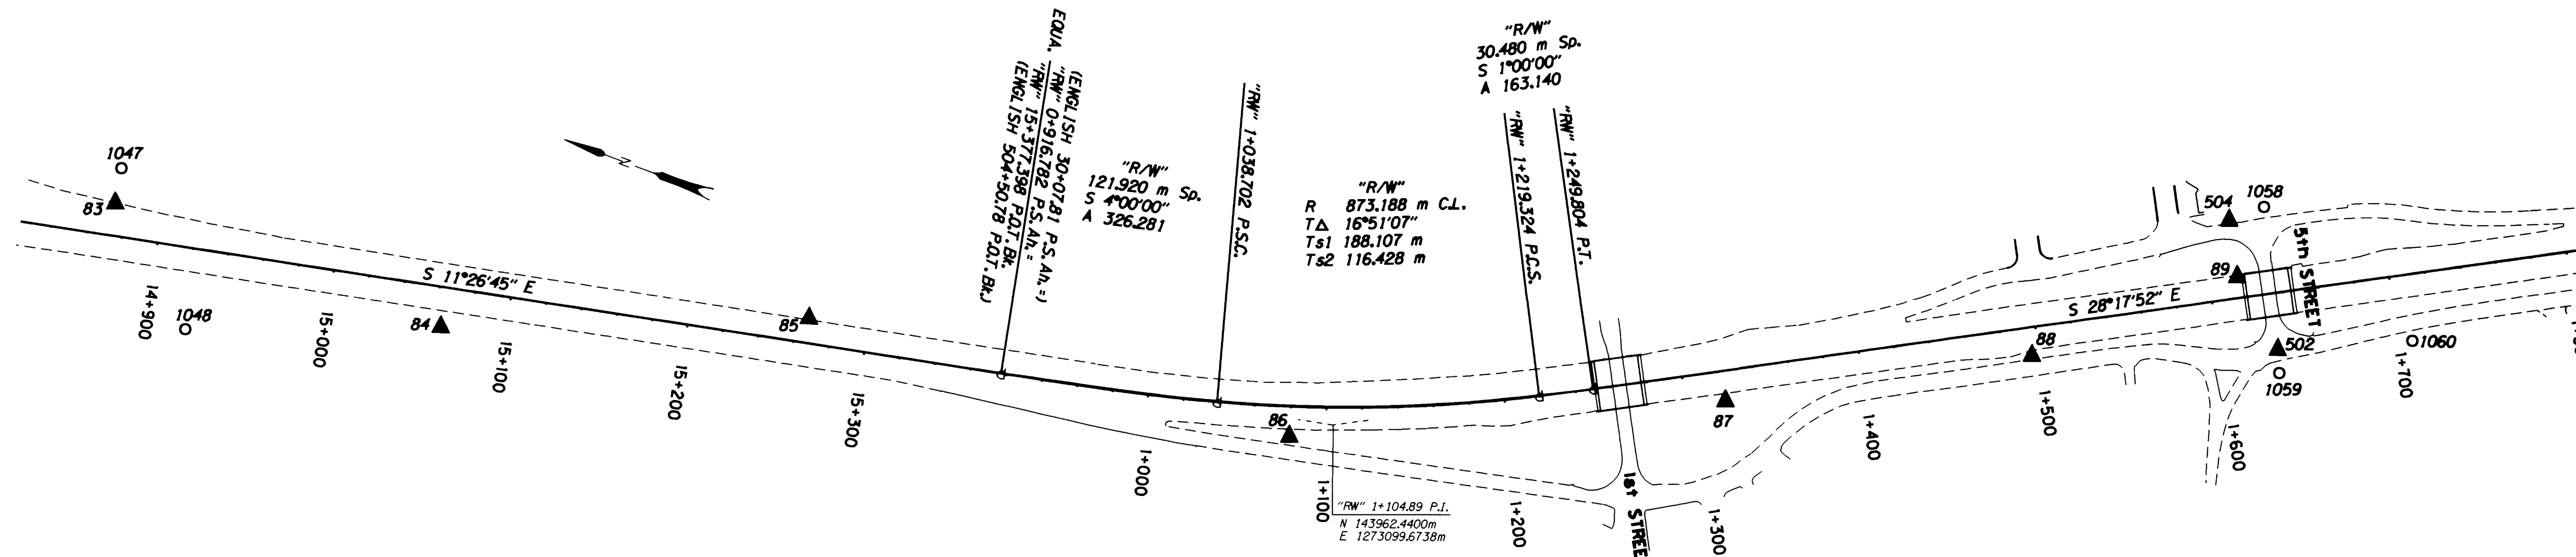 1047
83
1048
14+900
S 11°26'45" E
84
15+000
15+100
15+200
85
15+300
EQUA.
(ENGLISH 30+07.81 P.S. Ah.=)
"RW" 0+916.782 P.S. Ah. =
"RW" 15+377.398 P.O.T. Bk.
(ENGLISH 504+50.78 P.O.T. Bk.)
"R/W"
121.920 m Sp.
S 4°00'00"
A 326.281
"RW" 1+038.702 P.S.C.
"R/W"
R 873.188 m C.L.
T∆ 16°51'07"
Ts1 188.107 m
Ts2 116.428 m
"R/W"
30.480 m Sp.
S 1°00'00"
A 163.140
"RW" 1+219.324 P.C.S.
"RW" 1+249.804 P.T.
N
86
1+000
1+100
"RW" 1+104.89 P.I.
N 143962.4400m
E 1273099.6738m
1+200
1st STREE
1+300
87
1+400
88
1+500
S 28°17'52" E
89
504
1058
5th STREET
502
1059
1+600
1060
1+700